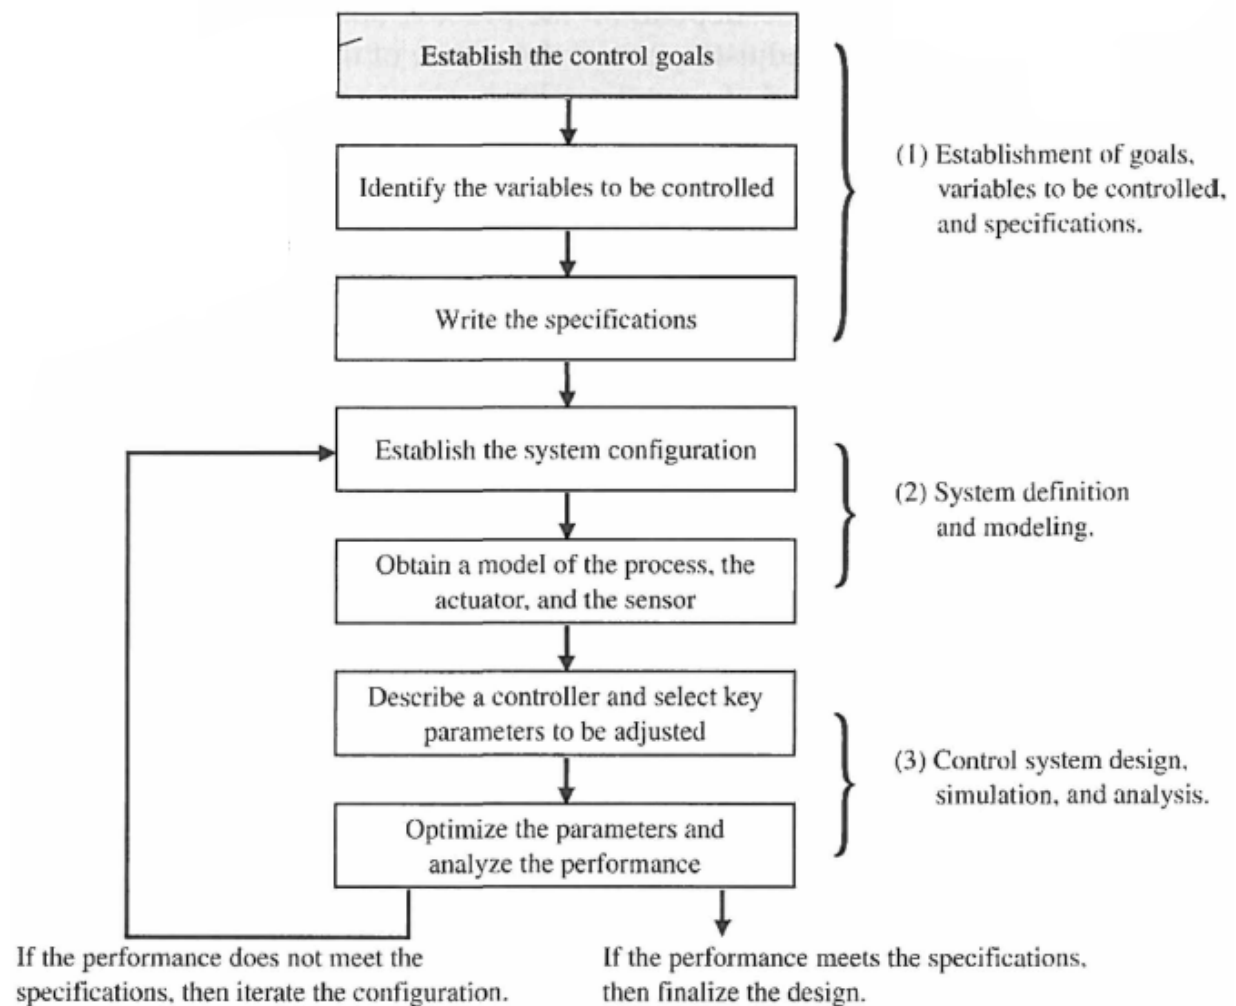 Establish the control goals
Identify the variables to be controlled
(1) Establishment of goals,
variables to be controlled,
and specifications.
Write the specifications
Establish the system configuration
(2) System definition
and modeling.
Obtain a model of the process, the
actuator, and the sensor
Describe a controller and select key
parameters to be adjusted
(3) Control system design,
simulation, and analysis.
Optimize the parameters and
analyze the performance
If the performance does not meet the
specifications, then iterate the configuration.
If the performance meets the specifications,
then finalize the design.